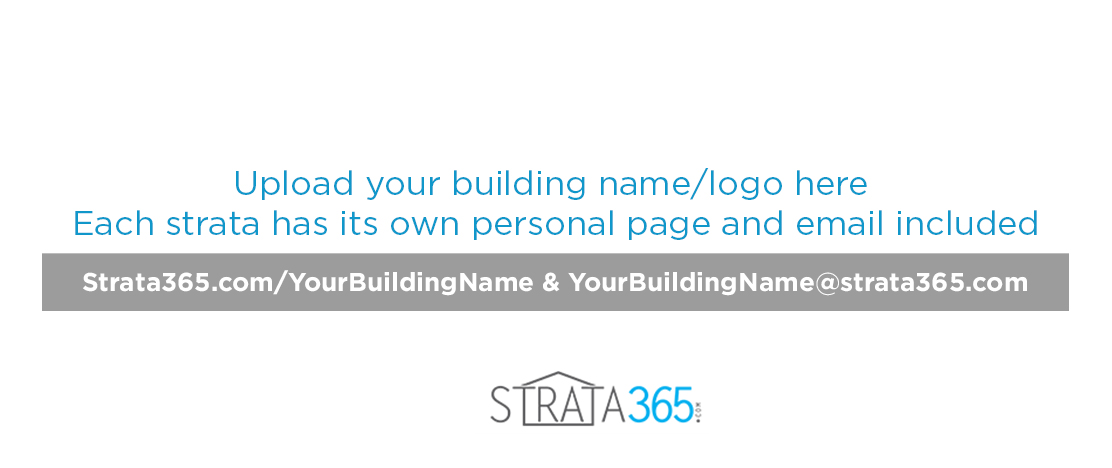 Upload your building name/logo here
Each strata has its own personal page and email included
Strata365.com/YourBuildingName & YourBuildingName@strata365.com
STRATA365.COM